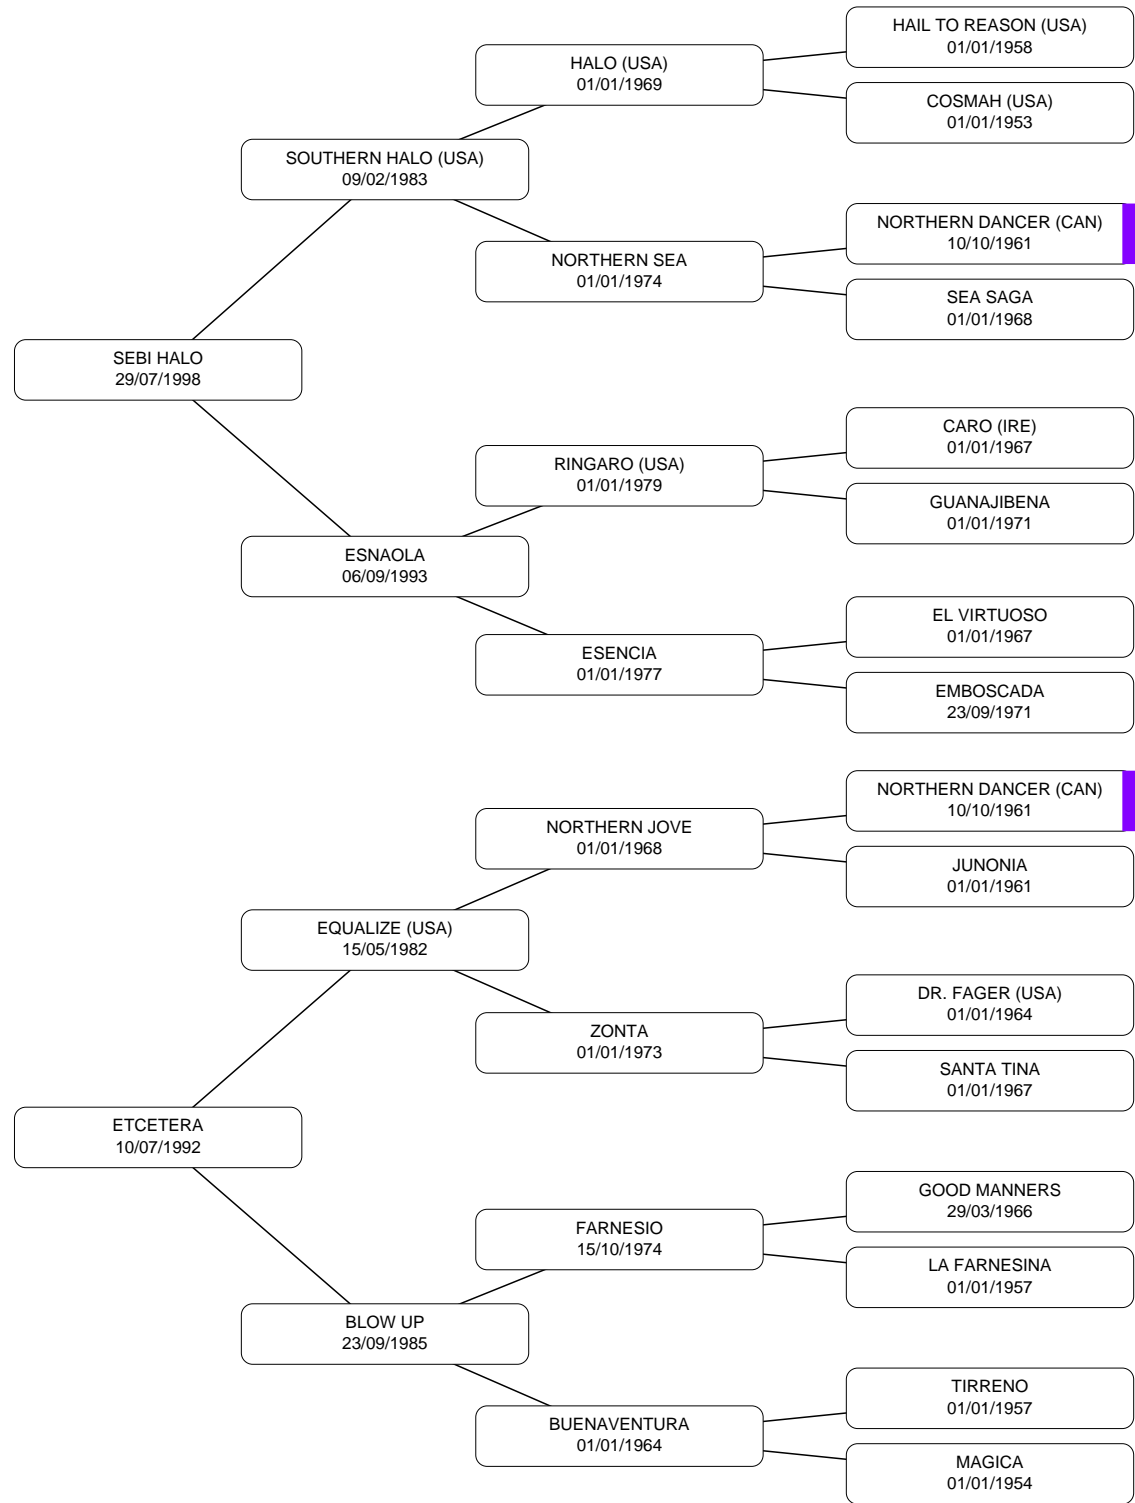 HAIL TO REASON (USA)
01/01/1958
HALO (USA)
01/01/1969
COSMAH (USA)
01/01/1953
SOUTHERN HALO (USA)
09/02/1983
NORTHERN DANCER (CAN)
10/10/1961
NORTHERN SEA
01/01/1974
SEA SAGA
01/01/1968
SEBI HALO
29/07/1998
CARO (IRE)
01/01/1967
RINGARO (USA)
01/01/1979
GUANAJIBENA
01/01/1971
ESNAOLA
06/09/1993
EL VIRTUOSO
01/01/1967
ESENCIA
01/01/1977
EMBOSCADA
23/09/1971
NORTHERN DANCER (CAN)
10/10/1961
NORTHERN JOVE
01/01/1968
JUNONIA
01/01/1961
EQUALIZE (USA)
15/05/1982
DR. FAGER (USA)
01/01/1964
ZONTA
01/01/1973
SANTA TINA
01/01/1967
ETCETERA
10/07/1992
GOOD MANNERS
29/03/1966
FARNESIO
15/10/1974
LA FARNESINA
01/01/1957
BLOW UP
23/09/1985
TIRRENO
01/01/1957
BUENAVENTURA
01/01/1964
MAGICA
01/01/1954